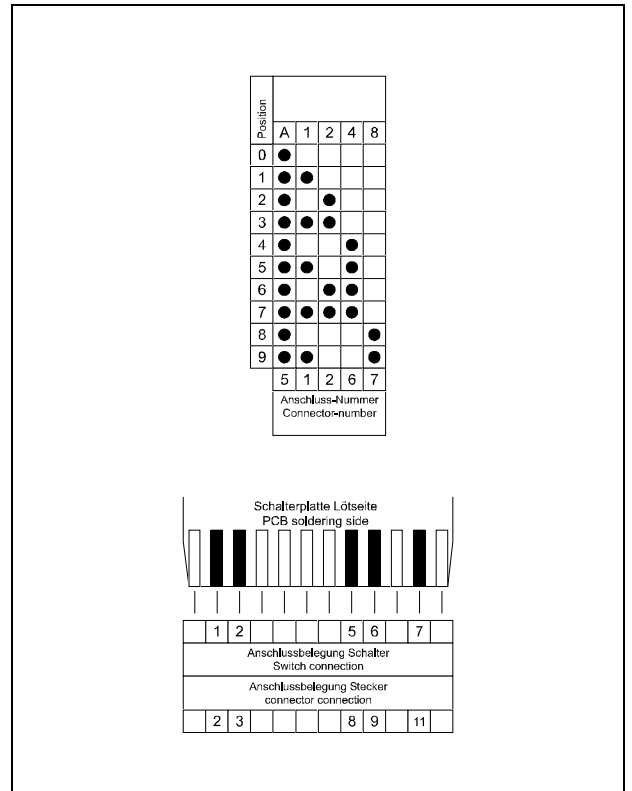 Position
A 1 2 4 8
0 ●
1 ● ●
2 ● ●
3 ● ● ●
4 ● ●
5 ● ● ●
6 ● ● ●
7 ● ● ● ●
8 ● ●
9 ● ● ●
5 1 2 6 7
Anschluss-Nummer
Connector-number
Schalterplatte Lötseite
PCB soldering side
1 2 5 6 7
Anschlussbelegung Schalter
Switch connection
Anschlussbelegung Stecker
connector connection
2 3 8 9 11